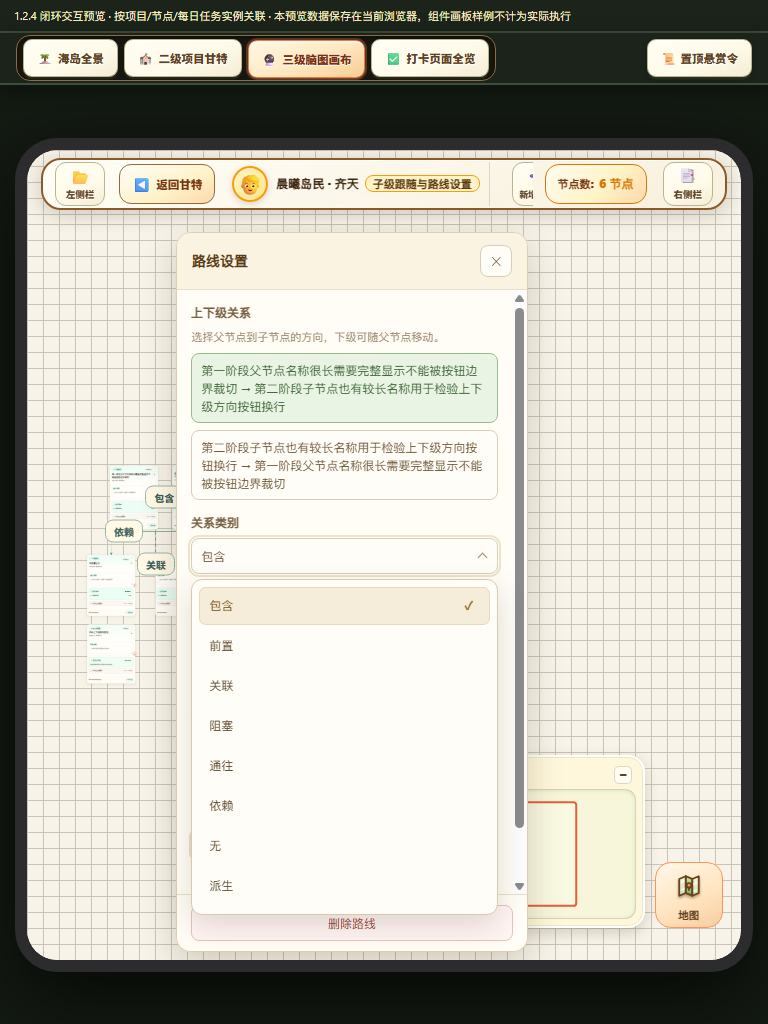 1.2.4 闭环交互预览 · 按项目/节点/每日任务实例关联 · 本预览数据保存在当前浏览器，组件画板样例不计为实际执行
海岛全景
二级项目甘特
三级脑图画布
打卡页面全览
置顶悬赏令
左侧栏
返回甘特
晨曦岛民 · 齐天
子级跟随与路线设置
新增
节点数: 6 节点
右侧栏
路线设置
上下级关系
选择父节点到子节点的方向，下级可随父节点移动。
第一阶段父节点名称很长需要完整显示不能被按钮边
界裁切 → 第二阶段子节点也有较长名称用于检验上下
级方向按钮换行
第二阶段子节点也有较长名称用于检验上下级方向按
钮换行 → 第一阶段父节点名称很长需要完整显示不能
被按钮边界裁切
关系类别
包含
包含
前置
关联
阻塞
通往
依赖
无
派生
删除路线
包含
依赖
关联
地图